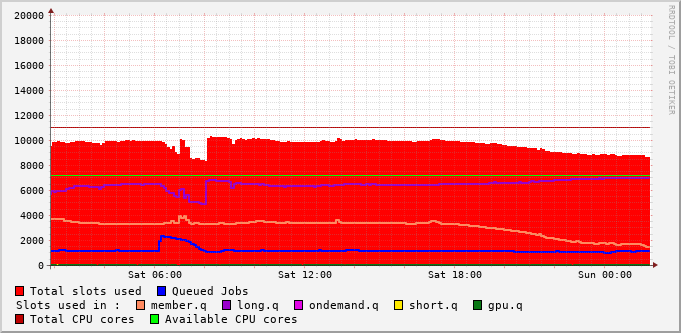 RRDTOOL / TOBI OETIKER
20000
18000
16000
14000
12000
10000
8000
6000
4000
2000
0
Sat 06:00 Sat 12:00 Sat 18:00 Sun 00:00
Total slots used Queued Jobs
Slots used in : member.q long.q ondemand.q short.q gpu.q
Total CPU cores Available CPU cores